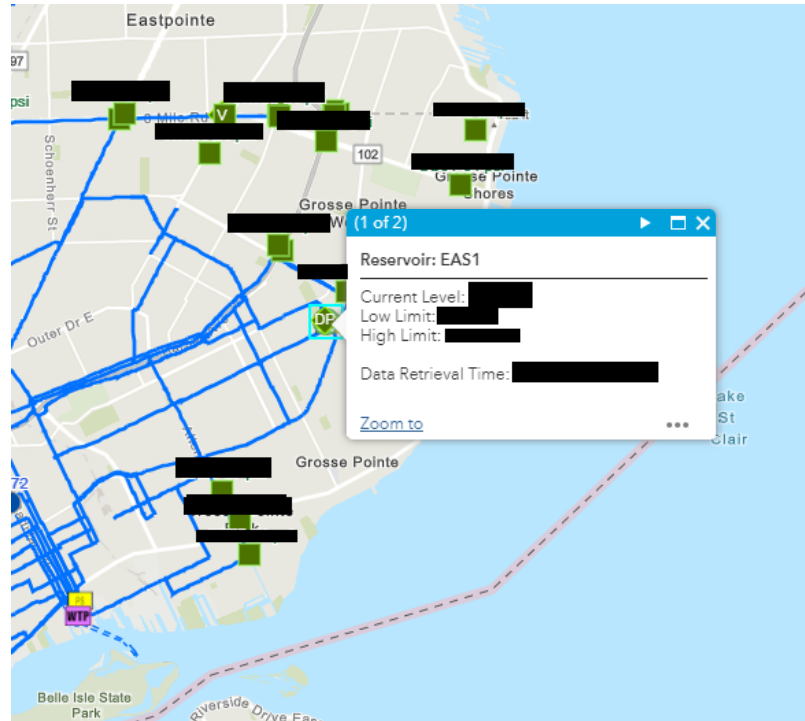 Eastpointe
97
psi
8 Mile Rd
V
102
Schoenherr St
Grosse Pointe
Shores
Grosse Pointe
(1 of 2)
Reservoir: EAS1
Current Level:
Low Limit:
High Limit:
Data Retrieval Time:
Zoom to
DP
Outer Dr E
St
Clair
Grosse Pointe
72
PS
WTP
Belle Isle State
Park
Riverside Drive Eas